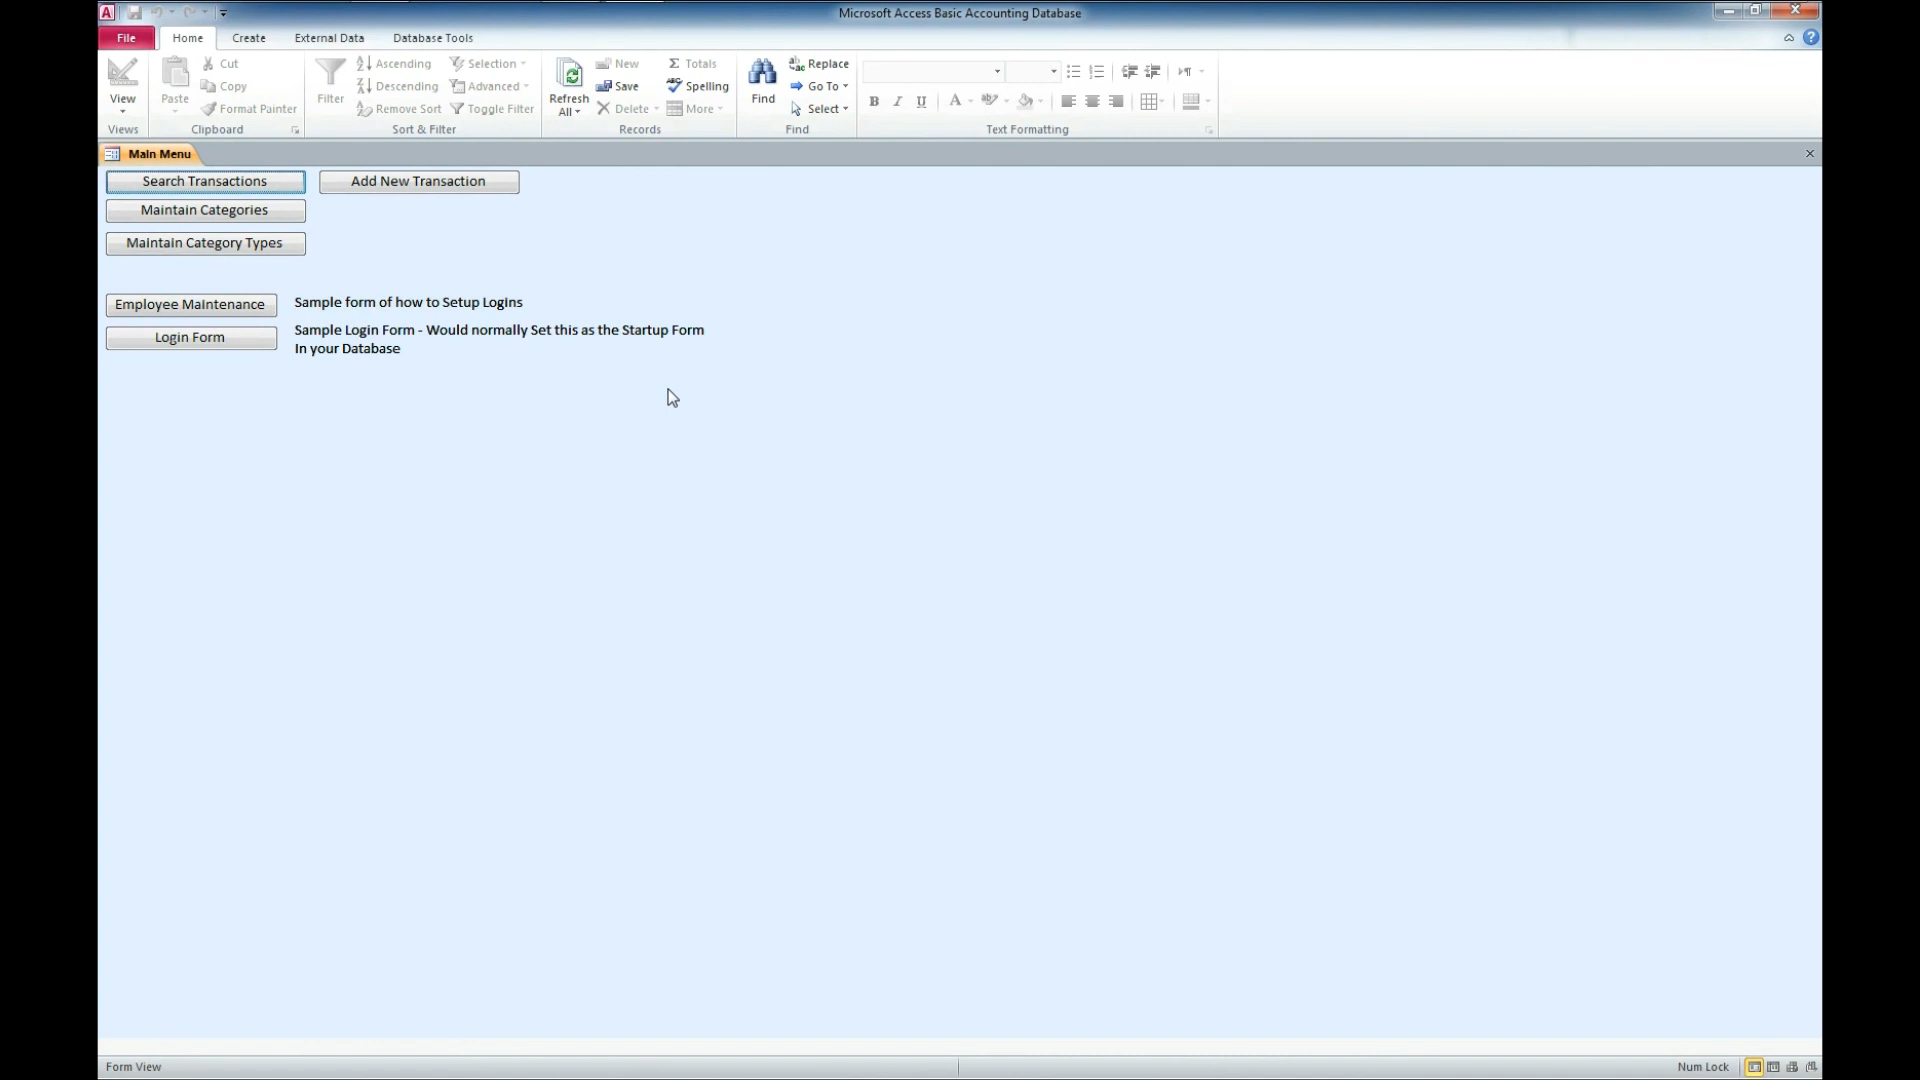 Microsoft Access Basic Accounting Database
File Home Create External Data Database Tools
View
Views
Paste
Cut
Copy
Format Painter
Clipboard
Filter
Ascending
Descending
Remove Sort
Selection
Advanced
Toggle Filter
Sort & Filter
Refresh
All
New
Save
Delete
Totals
Spelling
More
Records
Find
Replace
Go To
Select
Find
B I U A
Text Formatting
Main Menu
Search Transactions Add New Transaction
Maintain Categories
Maintain Category Types
Employee Maintenance Sample form of how to Setup Logins
Login Form Sample Login Form - Would normally Set this as the Startup Form
In your Database
Form View Num Lock